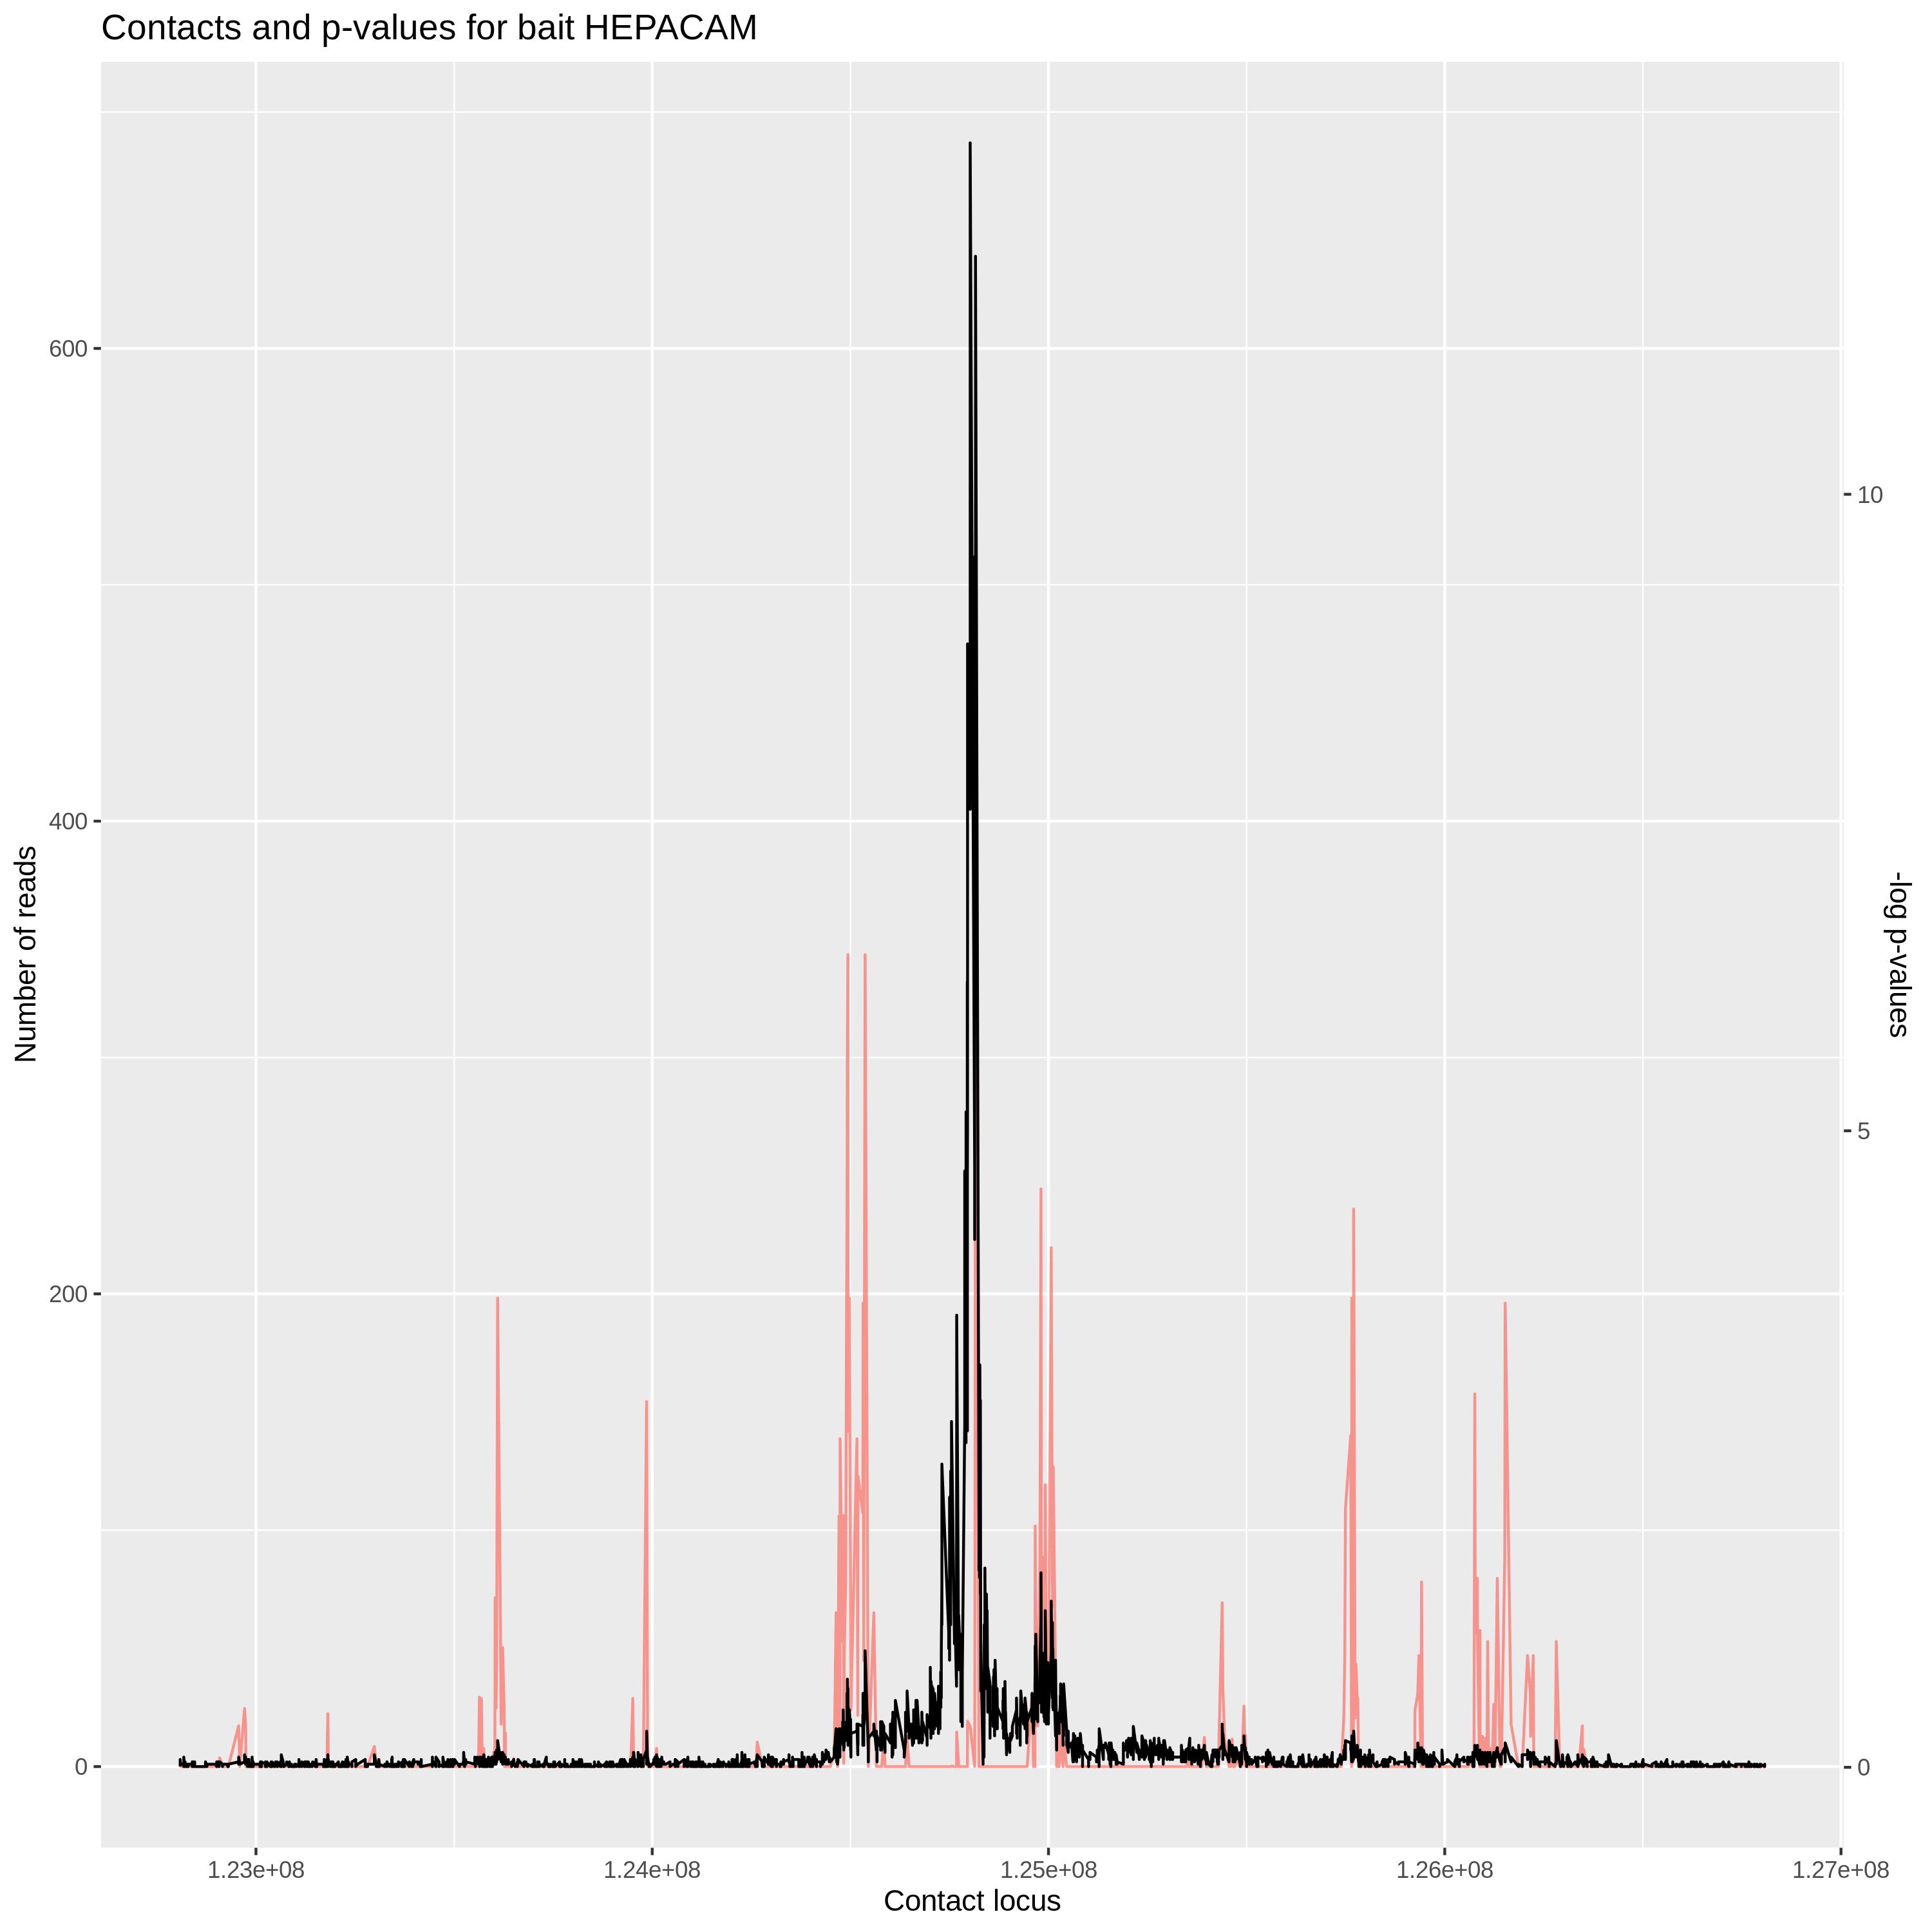 Contacts and p-values for bait HEPACAM
Number of reads
600
400
200
0
10
5
0
-log p-values
1.23e+08
1.24e+08
1.25e+08
1.26e+08
1.27e+08
Contact locus